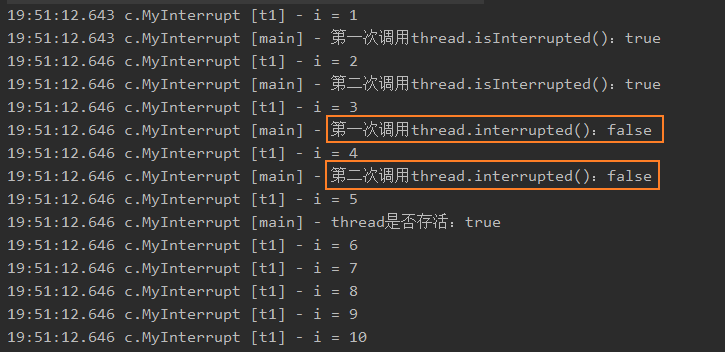 19:51:12.643 c.MyInterrupt [t1] - i = 1
19:51:12.643 c.MyInterrupt [main] - 第一次调用thread.isInterrupted()：true
19:51:12.646 c.MyInterrupt [t1] - i = 2
19:51:12.646 c.MyInterrupt [main] - 第二次调用thread.isInterrupted()：true
19:51:12.646 c.MyInterrupt [t1] - i = 3
19:51:12.646 c.MyInterrupt [main] - 第一次调用thread.interrupted()：false
19:51:12.646 c.MyInterrupt [t1] - i = 4
19:51:12.646 c.MyInterrupt [main] - 第二次调用thread.interrupted()：false
19:51:12.646 c.MyInterrupt [t1] - i = 5
19:51:12.646 c.MyInterrupt [main] - thread是否存活：true
19:51:12.646 c.MyInterrupt [t1] - i = 6
19:51:12.646 c.MyInterrupt [t1] - i = 7
19:51:12.646 c.MyInterrupt [t1] - i = 8
19:51:12.646 c.MyInterrupt [t1] - i = 9
19:51:12.646 c.MyInterrupt [t1] - i = 10